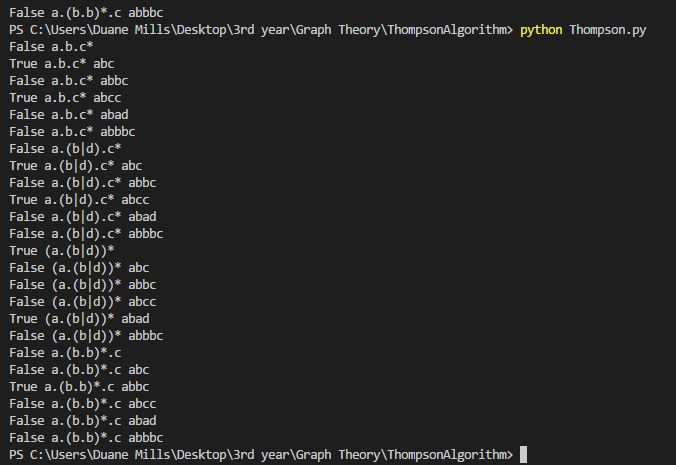 False a.(b.b)*.c abbbc
PS C:\Users\Duane Mills\Desktop\3rd year\Graph Theory\ThompsonAlgorithm> python Thompson.py
False a.b.c*
True a.b.c* abc
False a.b.c* abbc
True a.b.c* abcc
False a.b.c* abad
False a.b.c* abbbc
False a.(b|d).c*
True a.(b|d).c* abc
False a.(b|d).c* abbc
True a.(b|d).c* abcc
False a.(b|d).c* abad
False a.(b|d).c* abbbc
True (a.(b|d))*
False (a.(b|d))* abc
False (a.(b|d))* abbc
False (a.(b|d))* abcc
True (a.(b|d))* abad
False (a.(b|d))* abbbc
False a.(b.b)*.c
False a.(b.b)*.c abc
True a.(b.b)*.c abbc
False a.(b.b)*.c abcc
False a.(b.b)*.c abad
False a.(b.b)*.c abbbc
PS C:\Users\Duane Mills\Desktop\3rd year\Graph Theory\ThompsonAlgorithm>